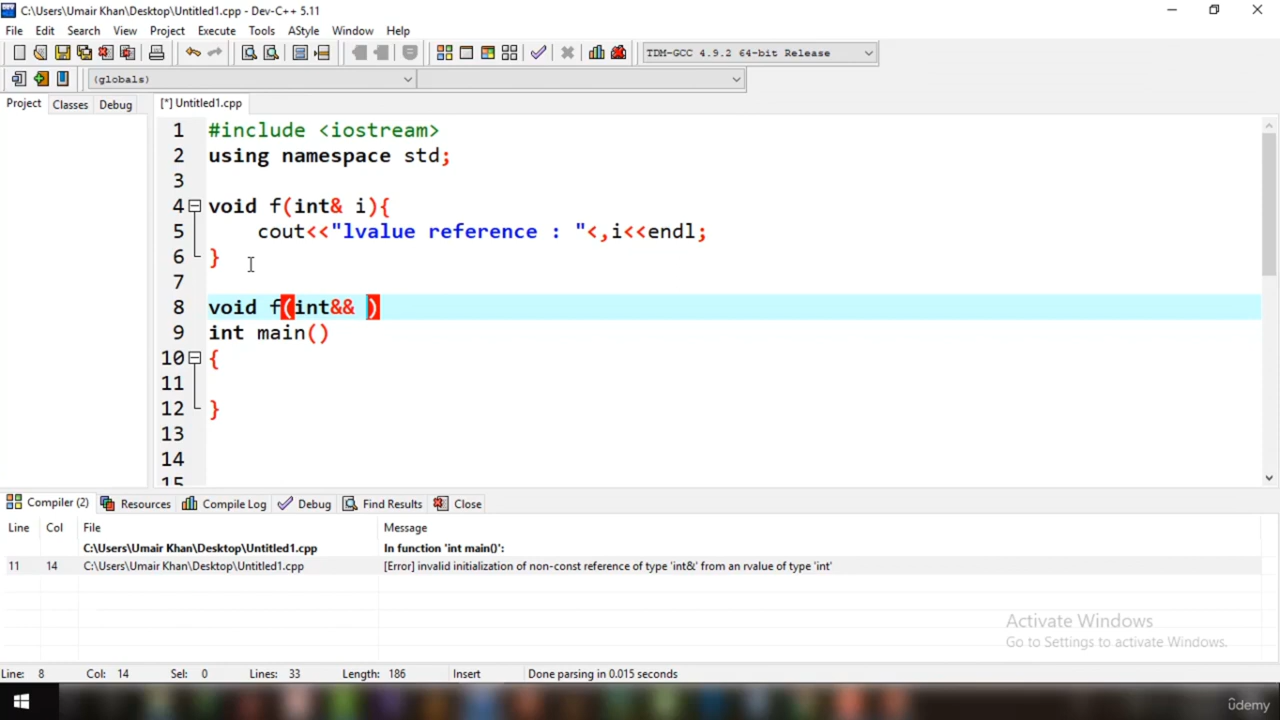 C:\Users\Umair Khan\Desktop\Untitled1.cpp - Dev-C++ 5.11
File Edit Search View Project Execute Tools AStyle Window Help
TDM-GCC 4.9.2 64-bit Release
(globals)
Project Classes Debug [*] Untitled1.cpp
1 #include <iostream>
2 using namespace std;
3
4 void f(int& i){
5 cout<<"lvalue reference : "<,i<<endl;
6 }
7
8 void f(int&& )
9 int main()
10 {
11
12 }
13
14
15
Compiler (2) Resources Compile Log Debug Find Results Close
Line Col File Message
C:\Users\Umair Khan\Desktop\Untitled1.cpp In function 'int main()':
11 14 C:\Users\Umair Khan\Desktop\Untitled1.cpp [Error] invalid initialization of non-const reference of type 'int&' from an rvalue of type 'int'
Activate Windows
Go to Settings to activate Windows.
Line: 8 Col: 14 Sel: 0 Lines: 33 Length: 186 Insert Done parsing in 0.015 seconds
ûdemy